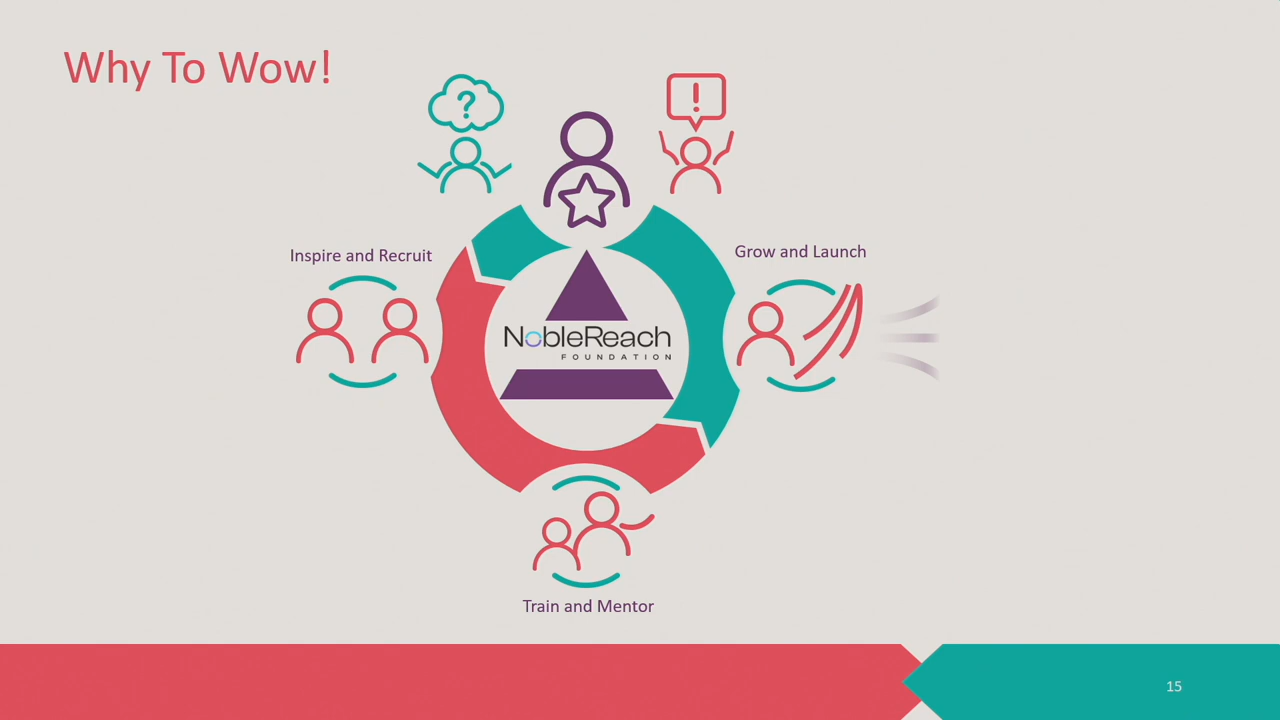 Why To Wow!
?
!
Inspire and Recruit
Grow and Launch
NobleReach
FOUNDATION
Train and Mentor
15